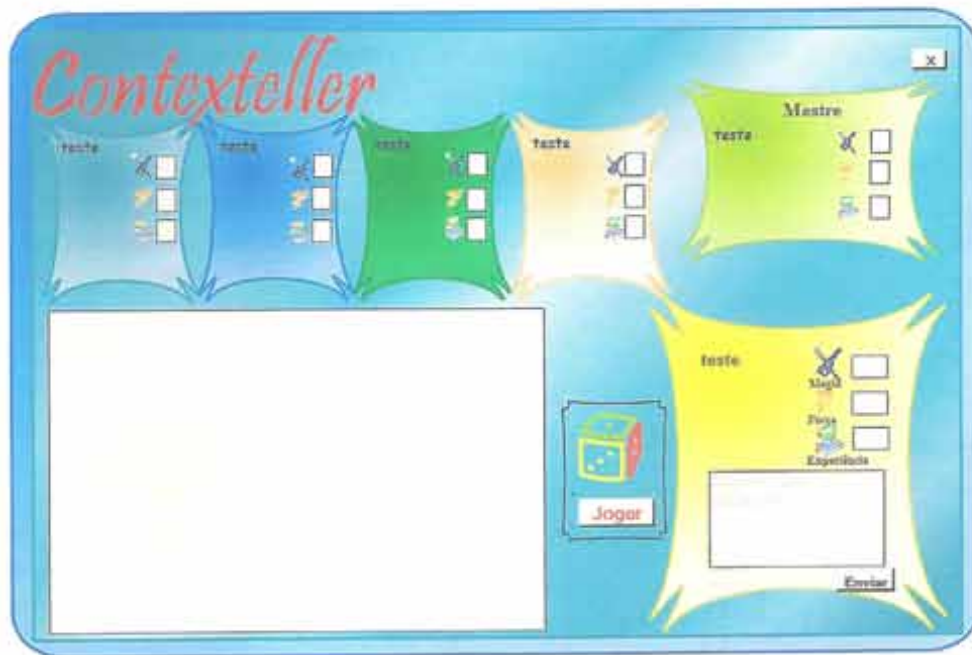 Contexteller
x
Mestre
teste
teste
teste
teste
teste
teste
Magia
Força
Experiência
Jogar
Enviar